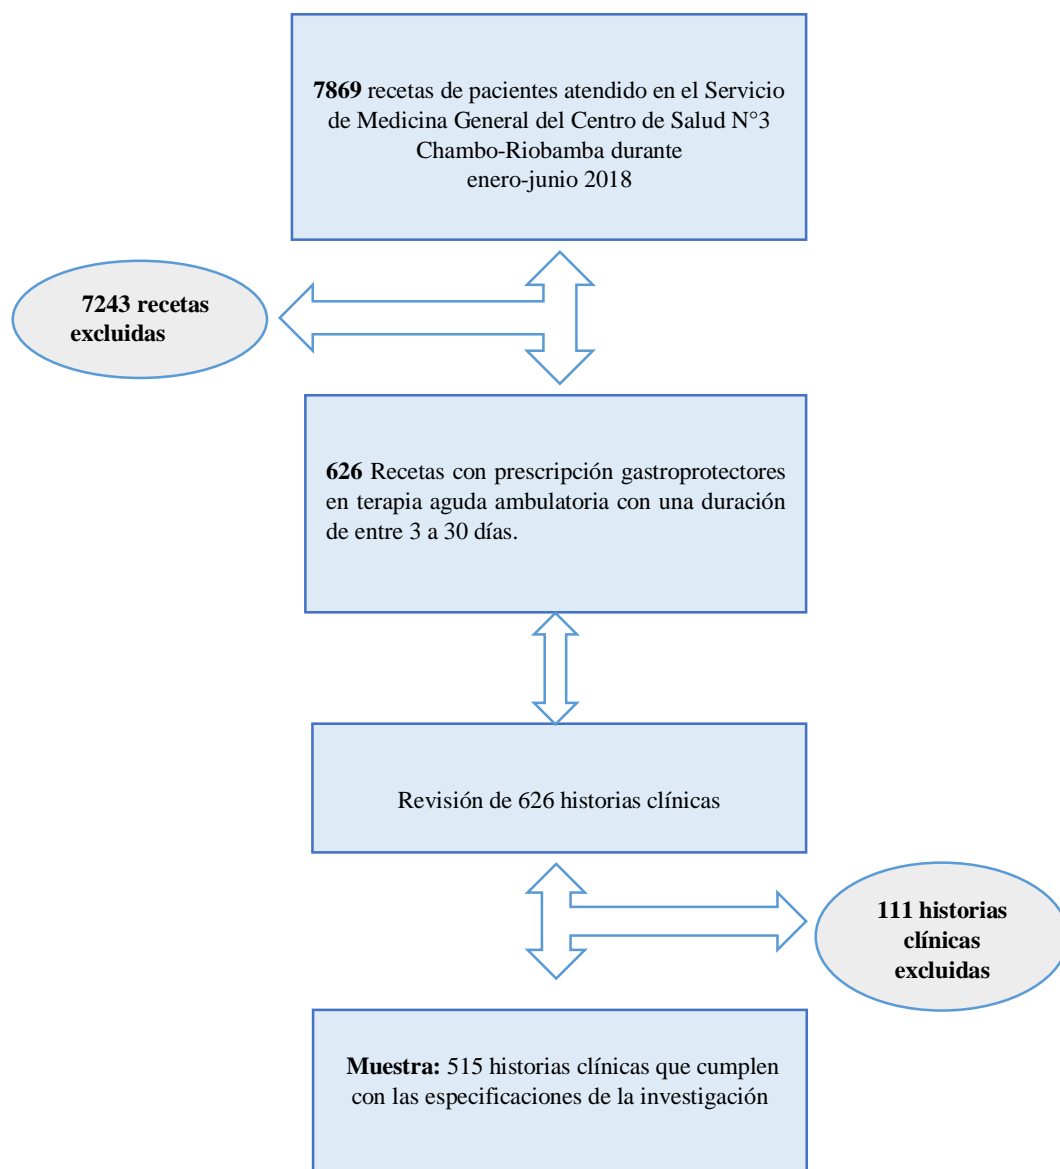 7869 recetas de pacientes atendido en el Servicio
de Medicina General del Centro de Salud N°3
Chambo-Riobamba durante
enero-junio 2018
7243 recetas
excluidas
626 Recetas con prescripción gastroprotectores
en terapia aguda ambulatoria con una duración
de entre 3 a 30 días.
Revisión de 626 historias clínicas
111 historias
clínicas
excluidas
Muestra: 515 historias clínicas que cumplen
con las especificaciones de la investigación